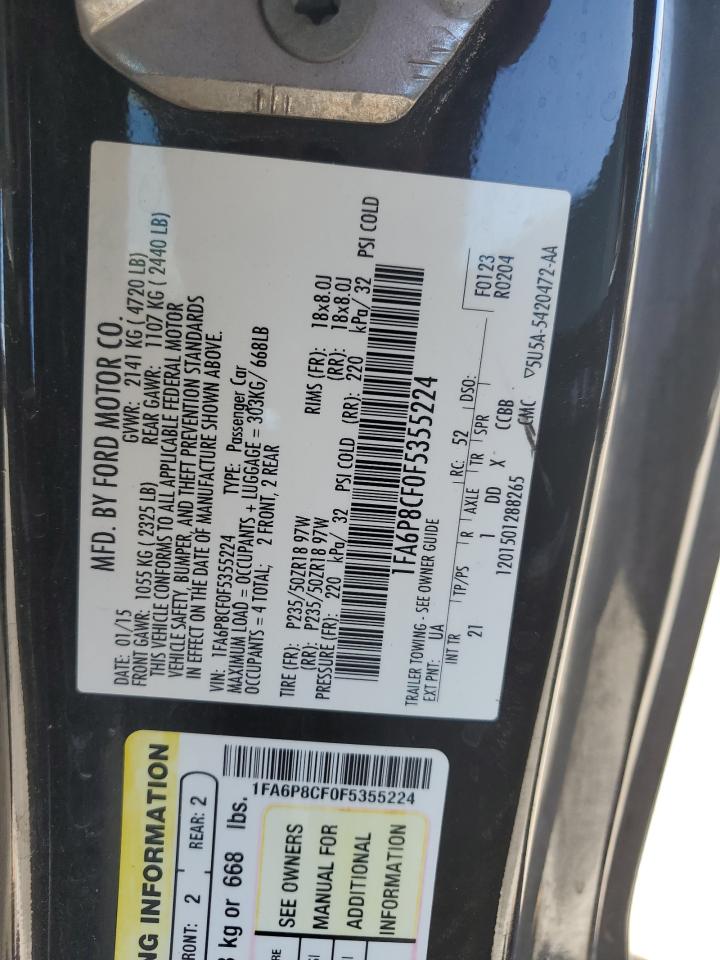 MFD. BY FORD MOTOR CO.
DATE: 01/15 GVWR: 2141 KG ( 4720 LB)
FRONT GAWR: 1055 KG ( 2325 LB) REAR GAWR: 1107 KG ( 2440 LB)
THIS VEHICLE CONFORMS TO ALL APPLICABLE FEDERAL MOTOR
VEHICLE SAFETY, BUMPER, AND THEFT PREVENTION STANDARDS
IN EFFECT ON THE DATE OF MANUFACTURE SHOWN ABOVE.
VIN: 1FA6P8CF0F5355224 TYPE: Passenger Car
MAXIMUM LOAD = OCCUPANTS + LUGGAGE = 303KG/ 668LB
OCCUPANTS = 4 TOTAL; 2 FRONT, 2 REAR
TIRE (FR): P235/50ZR18 97W RIMS (FR): 18x8.0J
(RR): P235/50ZR18 97W (RR): 18x8.0J
PRESSURE (FR): 220 kPa/ 32 PSI COLD (RR): 220 kPa/ 32 PSI COLD
1FA6P8CF0F5355224
TRAILER TOWING - SEE OWNER GUIDE
EXT PNT: UA RC: 52 DSO: F0123
R0204
INT TR TP/PS R AXLE TR SPR
21 1 DD X CCBB
1201501288265 CMC ▽5U5A-5420472-AA
NG INFORMATION
RONT: 2 REAR: 2
kg or 668 lbs.
1FA6P8CF0F5355224
SEE OWNERS
MANUAL FOR
ADDITIONAL
INFORMATION